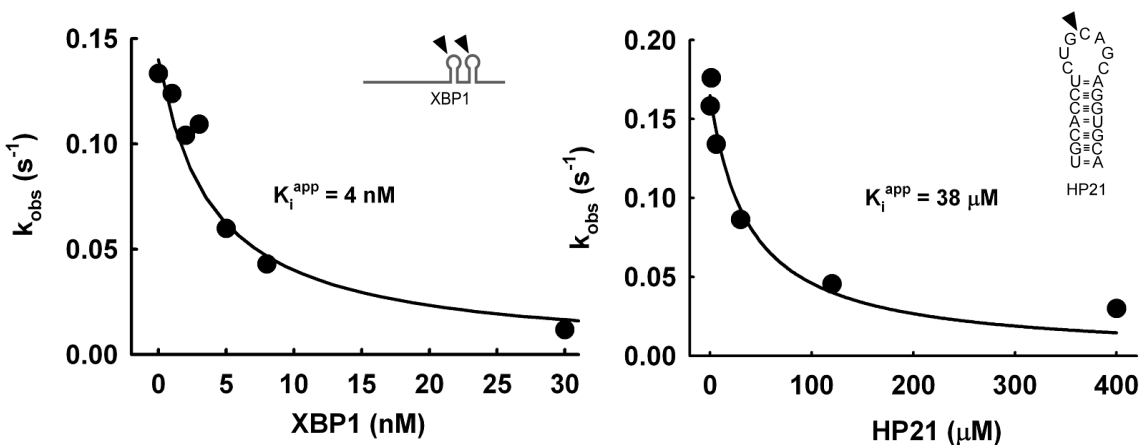 0.15
0.10
0.05
0.00
k_obs (s⁻¹)
XBP1
K_i^app = 4 nM
0 5 10 15 20 25 30
XBP1 (nM)
0.20
0.15
0.10
0.05
0.00
k_obs (s⁻¹)
G C A
U G
C C
U = A
C ≡ G
C ≡ G
A = U
C ≡ G
G ≡ C
U = A
HP21
K_i^app = 38 μM
0 100 200 300 400
HP21 (μM)